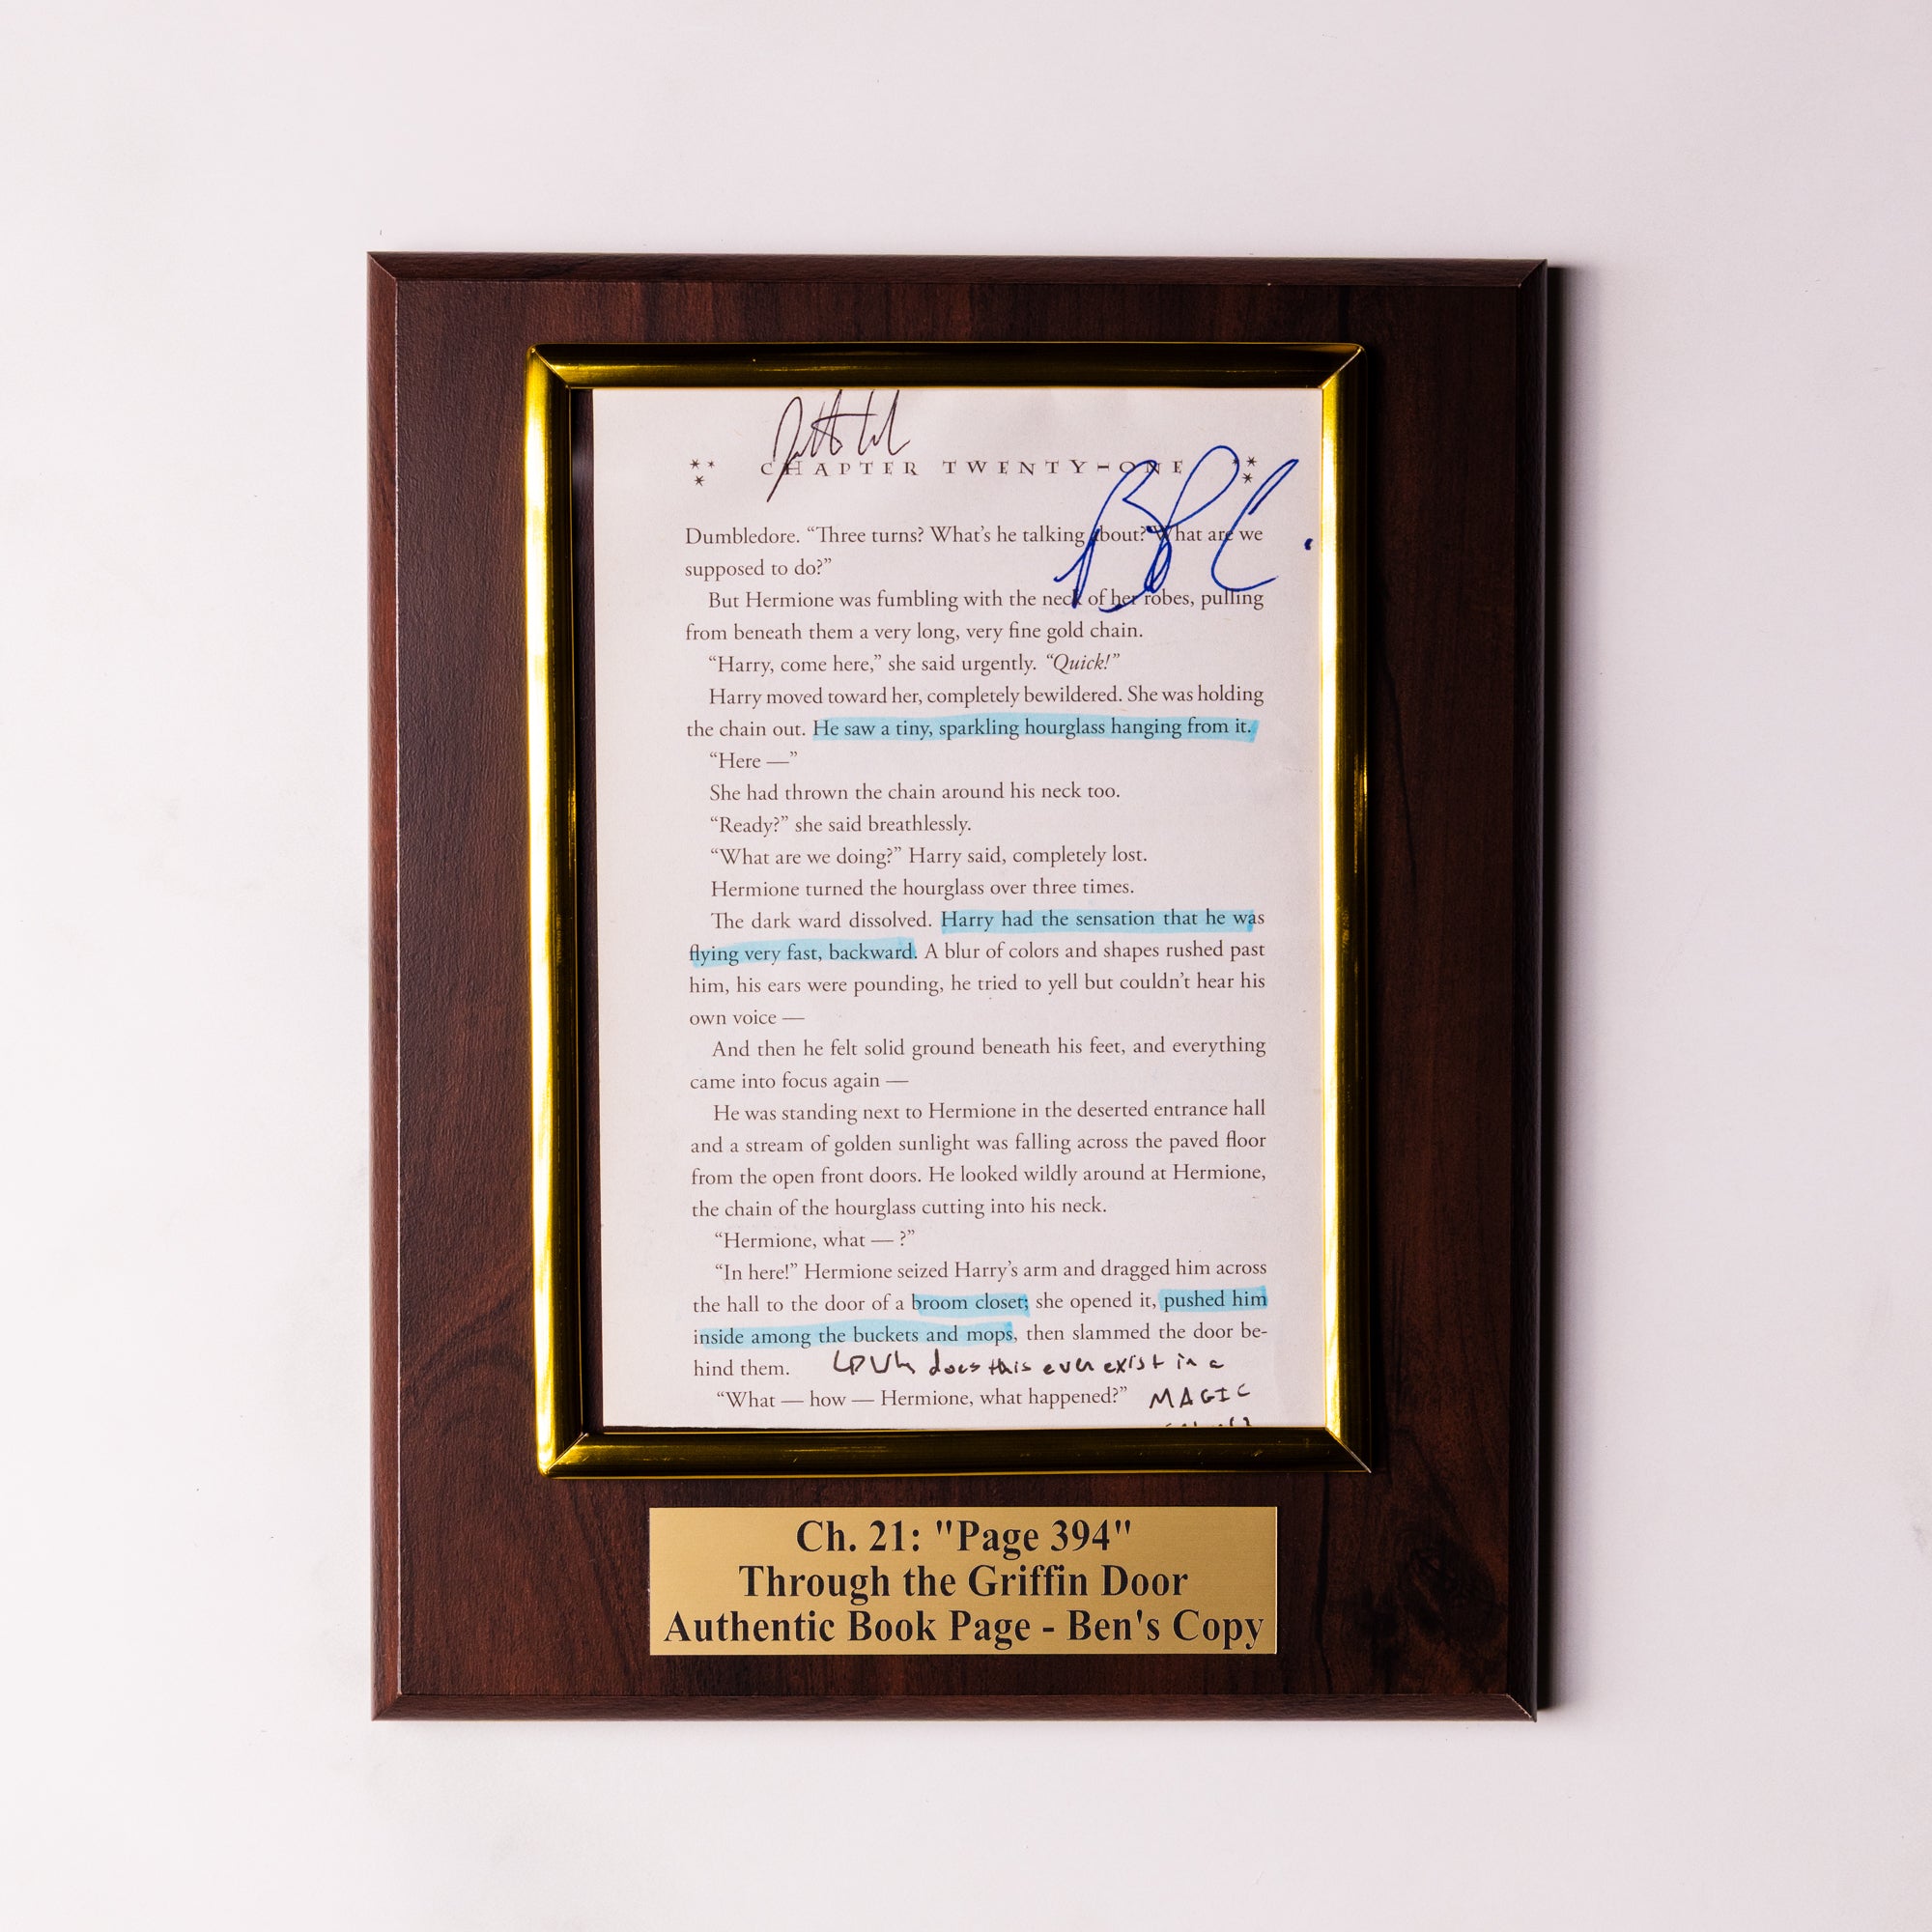 CHAPTER TWENTY-ONE
Dumbledore. “Three turns? What’s he talking about? What are we
supposed to do?”
But Hermione was fumbling with the neck of her robes, pulling
from beneath them a very long, very fine gold chain.
“Harry, come here,” she said urgently. “Quick!”
Harry moved toward her, completely bewildered. She was holding
the chain out. He saw a tiny, sparkling hourglass hanging from it.
“Here —”
She had thrown the chain around his neck too.
“Ready?” she said breathlessly.
“What are we doing?” Harry said, completely lost.
Hermione turned the hourglass over three times.
The dark ward dissolved. Harry had the sensation that he was
flying very fast, backward. A blur of colors and shapes rushed past
him, his ears were pounding, he tried to yell but couldn’t hear his
own voice —
And then he felt solid ground beneath his feet, and everything
came into focus again —
He was standing next to Hermione in the deserted entrance hall
and a stream of golden sunlight was falling across the paved floor
from the open front doors. He looked wildly around at Hermione,
the chain of the hourglass cutting into his neck.
“Hermione, what — ?”
“In here!” Hermione seized Harry’s arm and dragged him across
the hall to the door of a broom closet; she opened it, pushed him
inside among the buckets and mops, then slammed the door be-
hind them. does this even exist in a
“What — how — Hermione, what happened?” MAGIC
Ch. 21: "Page 394"
Through the Griffin Door
Authentic Book Page - Ben's Copy